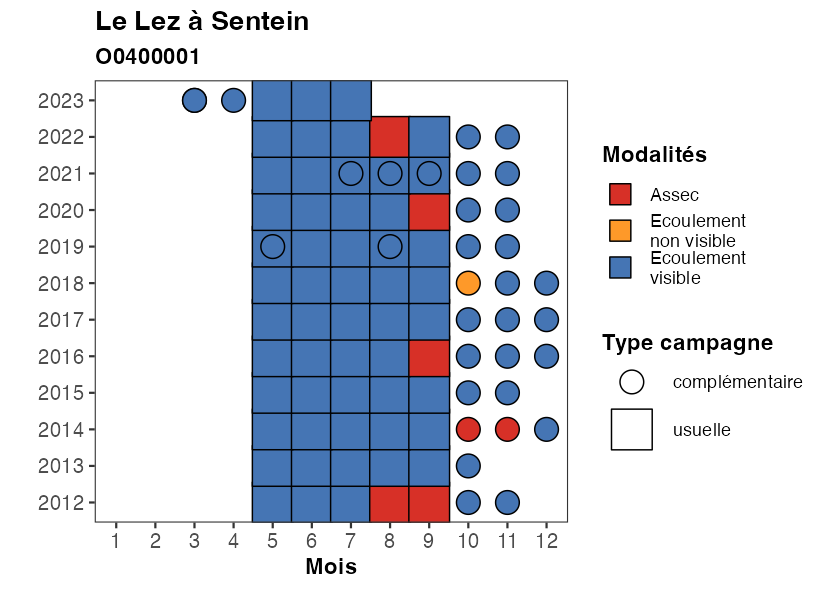 Le Lez à Sentein
O0400001
2023
2022
2021
2020
2019
2018
2017
2016
2015
2014
2013
2012
1 2 3 4 5 6 7 8 9 10 11 12
Mois
Modalités
Assec
Ecoulement
non visible
Ecoulement
visible
Type campagne
complémentaire
usuelle